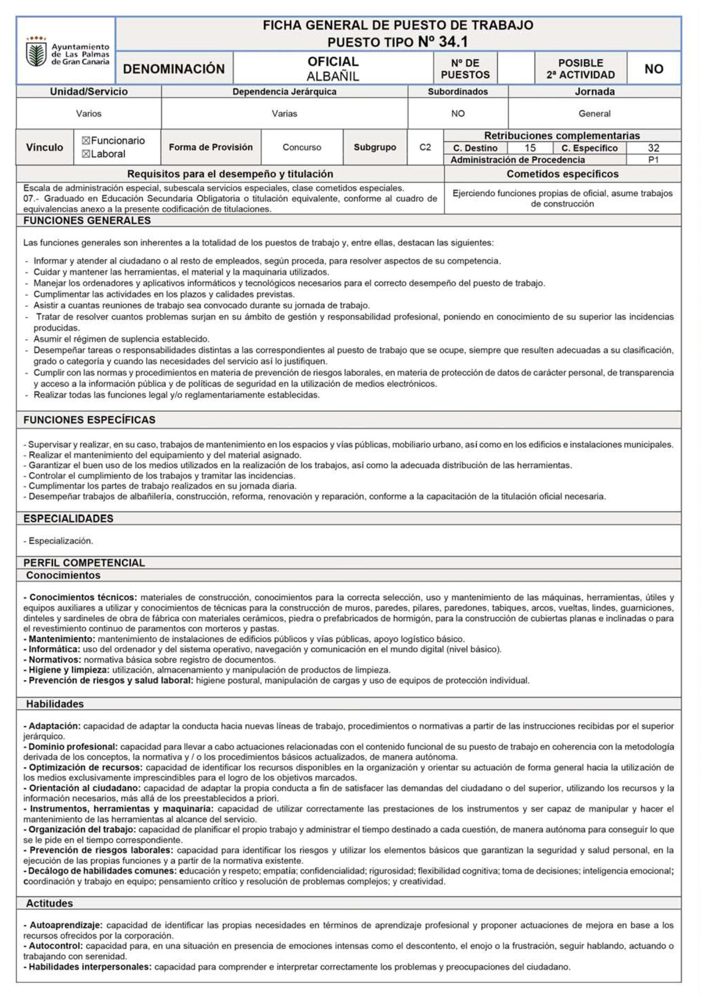 FICHA GENERAL DE PUESTO DE TRABAJO
PUESTO TIPO Nº 34.1
Ayuntamiento
de Las Palmas
de Gran Canaria
DENOMINACIÓN
OFICIAL
ALBAÑIL
Nº DE
PUESTOS
POSIBLE
2ª ACTIVIDAD
NO
Unidad/Servicio
Dependencia Jerárquica
Subordinados
Jornada
Varios
Varias
NO
General
Vínculo
☒Funcionario
☒Laboral
Forma de Provisión
Concurso
Subgrupo
C2
Retribuciones complementarias
C. Destino
15
C. Específico
32
Administración de Procedencia
P1
Requisitos para el desempeño y titulación
Cometidos específicos
Escala de administración especial, subescala servicios especiales, clase cometidos especiales.
07.- Graduado en Educación Secundaria Obligatoria o titulación equivalente, conforme al cuadro de
equivalencias anexo a la presente codificación de titulaciones.
Ejerciendo funciones propias de oficial, asume trabajos
de construcción
FUNCIONES GENERALES
Las funciones generales son inherentes a la totalidad de los puestos de trabajo y, entre ellas, destacan las siguientes:
- Informar y atender al ciudadano o al resto de empleados, según proceda, para resolver aspectos de su competencia.
- Cuidar y mantener las herramientas, el material y la maquinaria utilizados.
- Manejar los ordenadores y aplicativos informáticos y tecnológicos necesarios para el correcto desempeño del puesto de trabajo.
- Cumplimentar las actividades en los plazos y calidades previstas.
- Asistir a cuantas reuniones de trabajo sea convocado durante su jornada de trabajo.
- Tratar de resolver cuantos problemas surjan en su ámbito de gestión y responsabilidad profesional, poniendo en conocimiento de su superior las incidencias
producidas.
- Asumir el régimen de suplencia establecido.
- Desempeñar tareas o responsabilidades distintas a las correspondientes al puesto de trabajo que se ocupe, siempre que resulten adecuadas a su clasificación,
grado o categoría y cuando las necesidades del servicio así lo justifiquen.
- Cumplir con las normas y procedimientos en materia de prevención de riesgos laborales, en materia de protección de datos de carácter personal, de transparencia
y acceso a la información pública y de políticas de seguridad en la utilización de medios electrónicos.
- Realizar todas las funciones legal y/o reglamentariamente establecidas.
FUNCIONES ESPECÍFICAS
- Supervisar y realizar, en su caso, trabajos de mantenimiento en los espacios y vías públicas, mobiliario urbano, así como en los edificios e instalaciones municipales.
- Realizar el mantenimiento del equipamiento y del material asignado.
- Garantizar el buen uso de los medios utilizados en la realización de los trabajos, así como la adecuada distribución de las herramientas.
- Controlar el cumplimiento de los trabajos y tramitar las incidencias.
- Cumplimentar los partes de trabajo realizados en su jornada diaria.
- Desempeñar trabajos de albañilería, construcción, reforma, renovación y reparación, conforme a la capacitación de la titulación oficial necesaria.
ESPECIALIDADES
- Especialización.
PERFIL COMPETENCIAL
Conocimientos
- Conocimientos técnicos: materiales de construcción, conocimientos para la correcta selección, uso y mantenimiento de las máquinas, herramientas, útiles y
equipos auxiliares a utilizar y conocimientos de técnicas para la construcción de muros, paredes, pilares, paredones, tabiques, arcos, vueltas, lindes, guarniciones,
dinteles y sardineles de obra de fábrica con materiales cerámicos, piedra o prefabricados de hormigón, para la construcción de cubiertas planas e inclinadas o para
el revestimiento continuo de paramentos con morteros y pastas.
- Mantenimiento: mantenimiento de instalaciones de edificios públicos y vías públicas, apoyo logístico básico.
- Informática: uso del ordenador y del sistema operativo, navegación y comunicación en el mundo digital (nivel básico).
- Normativos: normativa básica sobre registro de documentos.
- Higiene y limpieza: utilización, almacenamiento y manipulación de productos de limpieza.
- Prevención de riesgos y salud laboral: higiene postural, manipulación de cargas y uso de equipos de protección individual.
Habilidades
- Adaptación: capacidad de adaptar la conducta hacia nuevas líneas de trabajo, procedimientos o normativas a partir de las instrucciones recibidas por el superior
jerárquico.
- Dominio profesional: capacidad para llevar a cabo actuaciones relacionadas con el contenido funcional de su puesto de trabajo en coherencia con la metodología
derivada de los conceptos, la normativa y / o los procedimientos básicos actualizados, de manera autónoma.
- Optimización de recursos: capacidad de identificar los recursos disponibles en la organización y orientar su actuación de forma general hacia la utilización de
los medios exclusivamente imprescindibles para el logro de los objetivos marcados.
- Orientación al ciudadano: capacidad de adaptar la propia conducta a fin de satisfacer las demandas del ciudadano o del superior, utilizando los recursos y la
información necesarios, más allá de los preestablecidos a priori.
- Instrumentos, herramientas y maquinaria: capacidad de utilizar correctamente las prestaciones de los instrumentos y ser capaz de manipular y hacer el
mantenimiento de las herramientas al alcance del servicio.
- Organización del trabajo: capacidad de planificar el propio trabajo y administrar el tiempo destinado a cada cuestión, de manera autónoma para conseguir lo que
se le pide en el tiempo correspondiente.
- Prevención de riesgos laborales: capacidad para identificar los riesgos y utilizar los elementos básicos que garantizan la seguridad y salud personal, en la
ejecución de las propias funciones y a partir de la normativa existente.
- Decálogo de habilidades comunes: educación y respeto; empatía; confidencialidad; rigurosidad; flexibilidad cognitiva; toma de decisiones; inteligencia emocional;
coordinación y trabajo en equipo; pensamiento crítico y resolución de problemas complejos; y creatividad.
Actitudes
- Autoaprendizaje: capacidad de identificar las propias necesidades en términos de aprendizaje profesional y proponer actuaciones de mejora en base a los
recursos ofrecidos por la corporación.
- Autocontrol: capacidad para, en una situación en presencia de emociones intensas como el descontento, el enojo o la frustración, seguir hablando, actuando o
trabajando con serenidad.
- Habilidades interpersonales: capacidad para comprender e interpretar correctamente los problemas y preocupaciones del ciudadano.